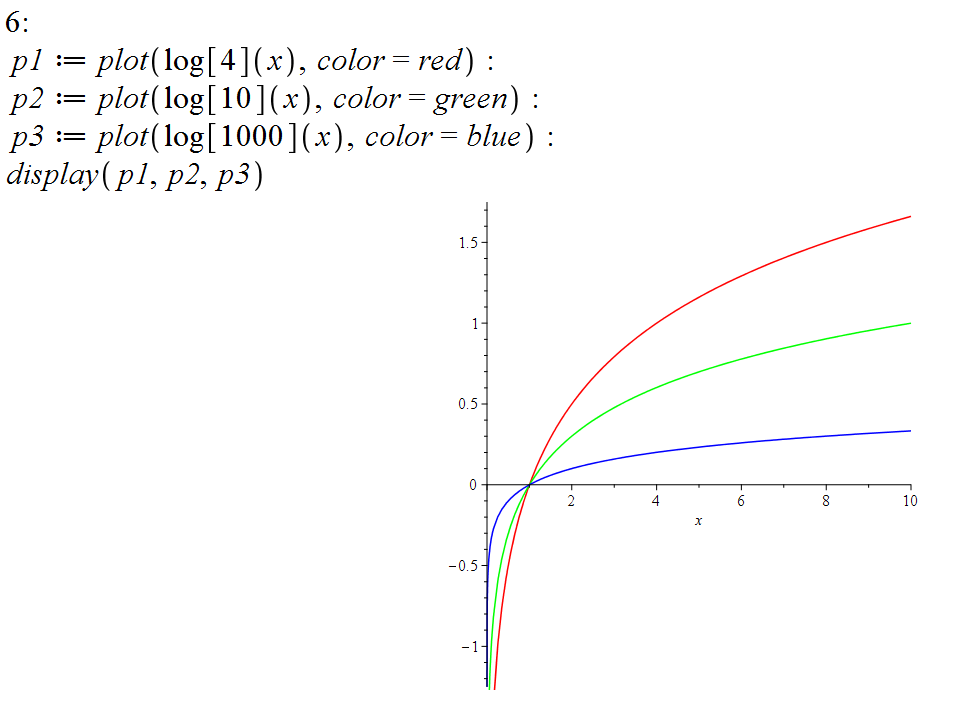 6:
p1 := plot(log[4](x), color = red) :
p2 := plot(log[10](x), color = green) :
p3 := plot(log[1000](x), color = blue) :
display(p1, p2, p3)
1.5
1
0.5
0
2 4 6 8 10
x
−0.5
−1